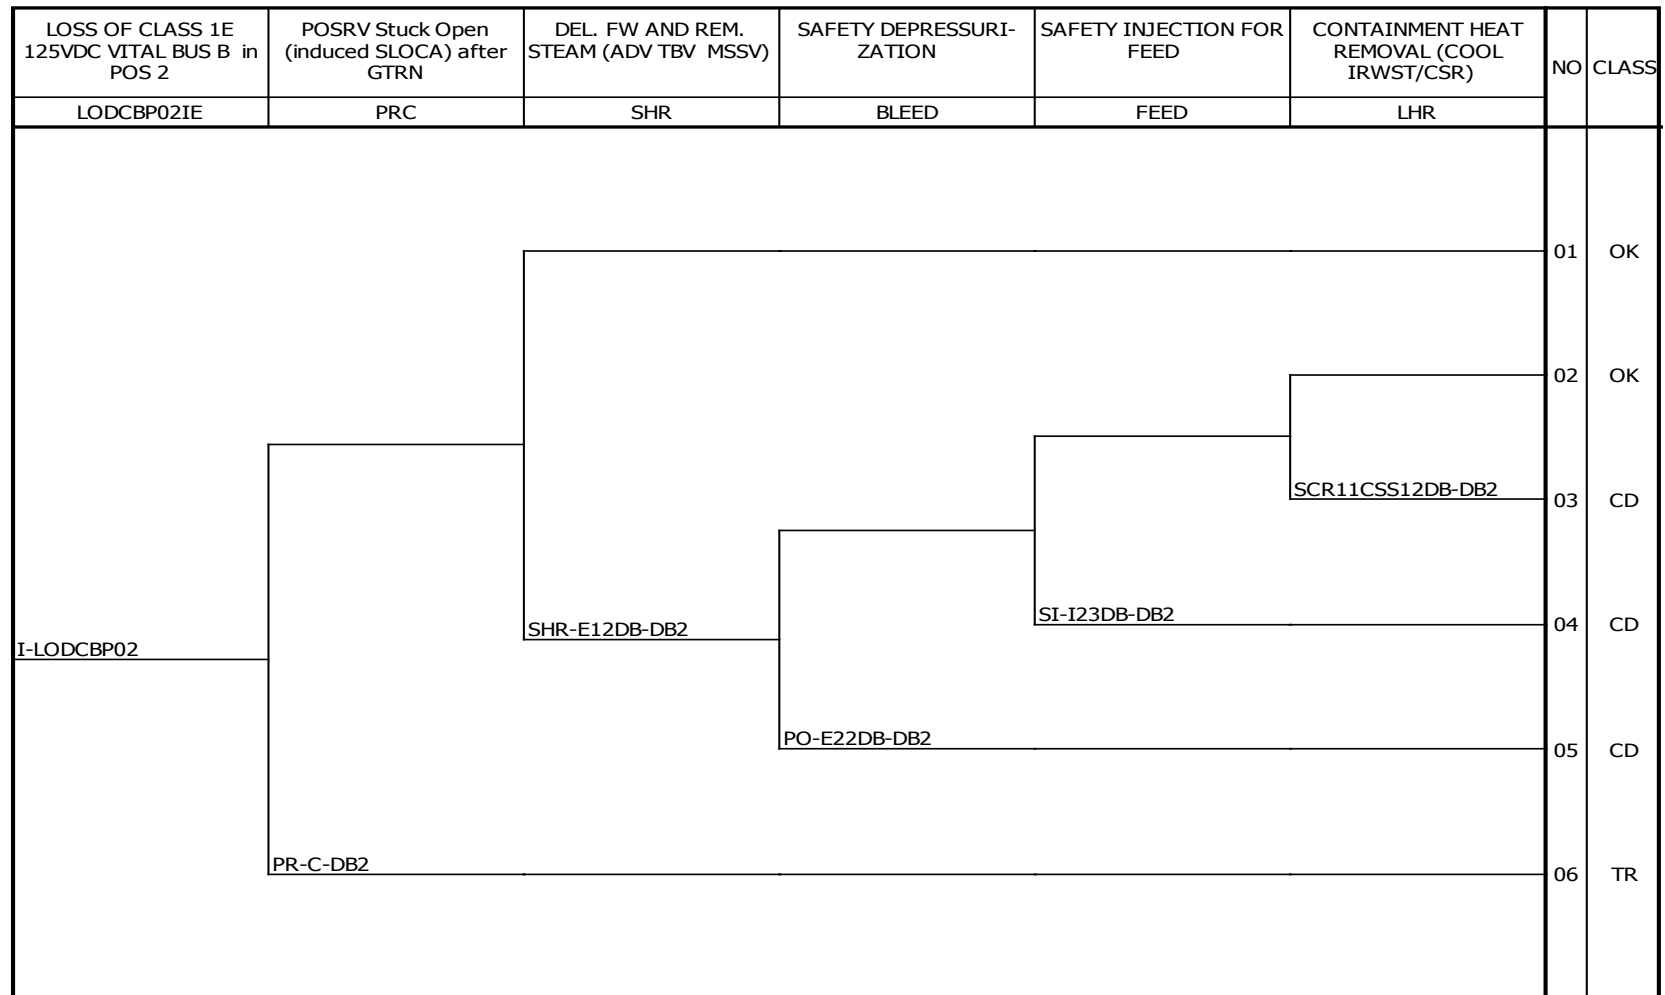 LOSS OF CLASS 1E
125VDC VITAL BUS B in
POS 2
POSRV Stuck Open
(induced SLOCA) after
GTRN
DEL. FW AND REM.
STEAM (ADV TBV MSSV)
SAFETY DEPRESSURI-
ZATION
SAFETY INJECTION FOR
FEED
CONTAINMENT HEAT
REMOVAL (COOL
IRWST/CSR)
NO
CLASS
LODCBP02IE
PRC
SHR
BLEED
FEED
LHR
01
OK
02
OK
SCR11CSS12DB-DB2
03
CD
SI-I23DB-DB2
04
CD
SHR-E12DB-DB2
I-LODCBP02
PO-E22DB-DB2
05
CD
PR-C-DB2
06
TR